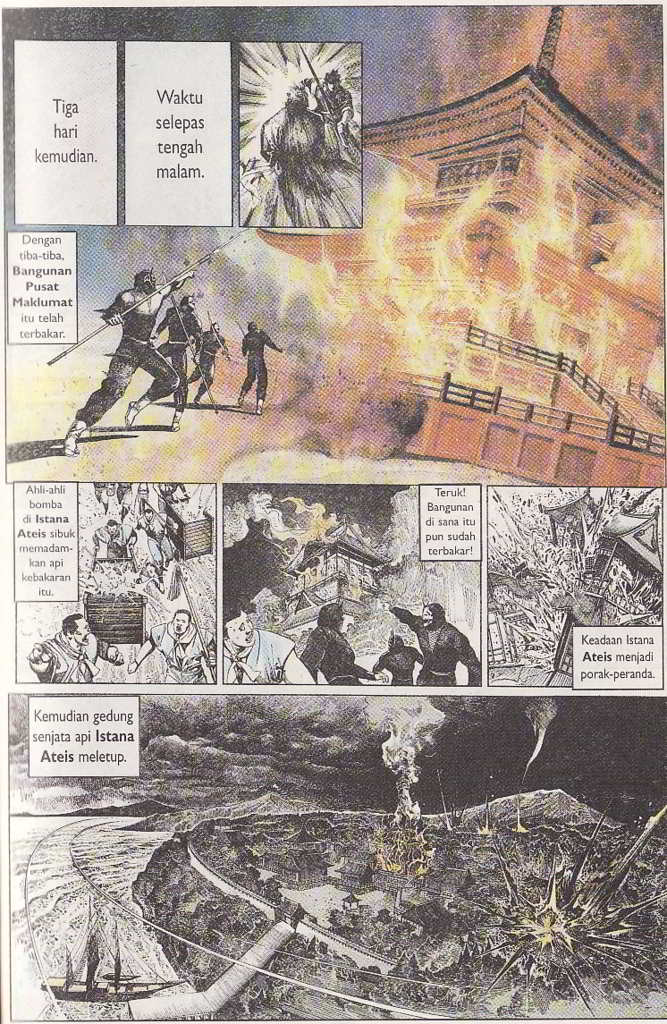 Tiga
hari
kemudian.
Waktu
selepas
tengah
malam.
Dengan
tiba-tiba,
Bangunan
Pusat
Maklumat
itu telah
terbakar.
Ahli-ahli
bomba
di Istana
Ateis sibuk
memadam-
kan api
kebakaran
itu.
Teruk!
Bangunan
di sana itu
pun sudah
terbakar!
Keadaan Istana
Ateis menjadi
porak-peranda.
Kemudian gedung
senjata api Istana
Ateis meletup.